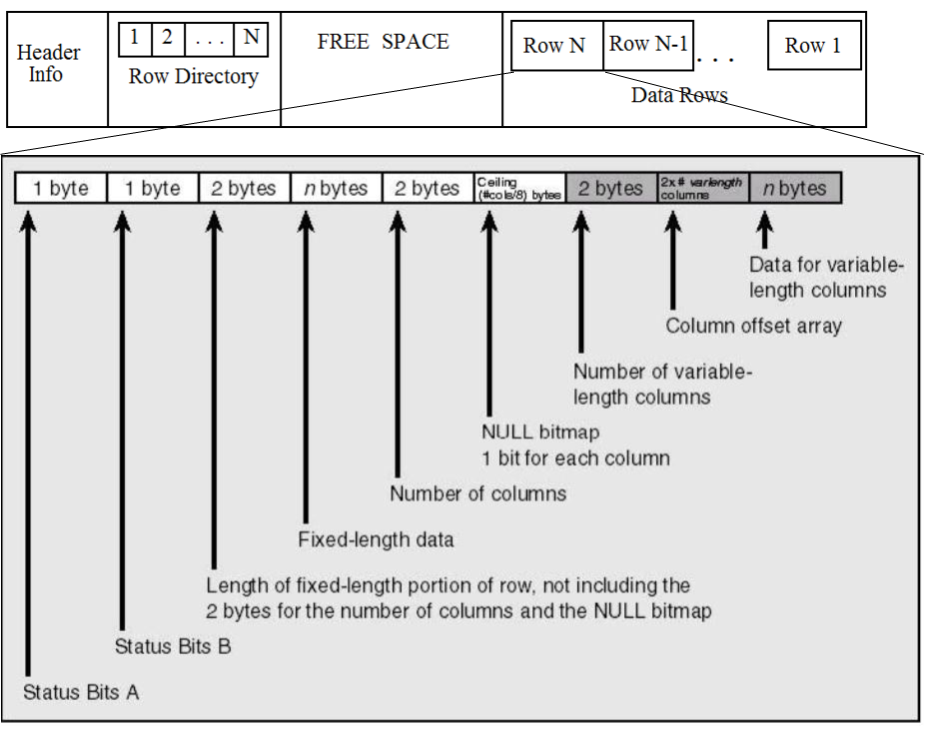 Header
Info
1 2 . . . N
Row Directory
FREE SPACE
Row N Row N-1 . . . Row 1
Data Rows
1 byte 1 byte 2 bytes n bytes 2 bytes Ceiling (#cols/8) bytes 2 bytes 2x# varlength columns n bytes
Data for variable-
length columns
Column offset array
Number of variable-
length columns
NULL bitmap
1 bit for each column
Number of columns
Fixed-length data
Length of fixed-length portion of row, not including the
2 bytes for the number of columns and the NULL bitmap
Status Bits B
Status Bits A